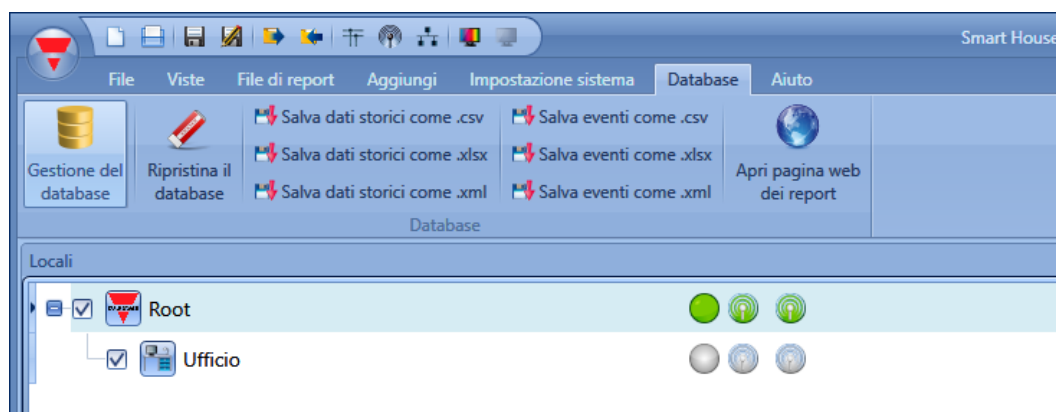 Smart House
File Viste File di report Aggiungi Impostazione sistema Database Aiuto
Gestione del database
Ripristina il database
Salva dati storici come .csv
Salva dati storici come .xlsx
Salva dati storici come .xml
Salva eventi come .csv
Salva eventi come .xlsx
Salva eventi come .xml
Apri pagina web dei report
Database
Locali
Root
Ufficio